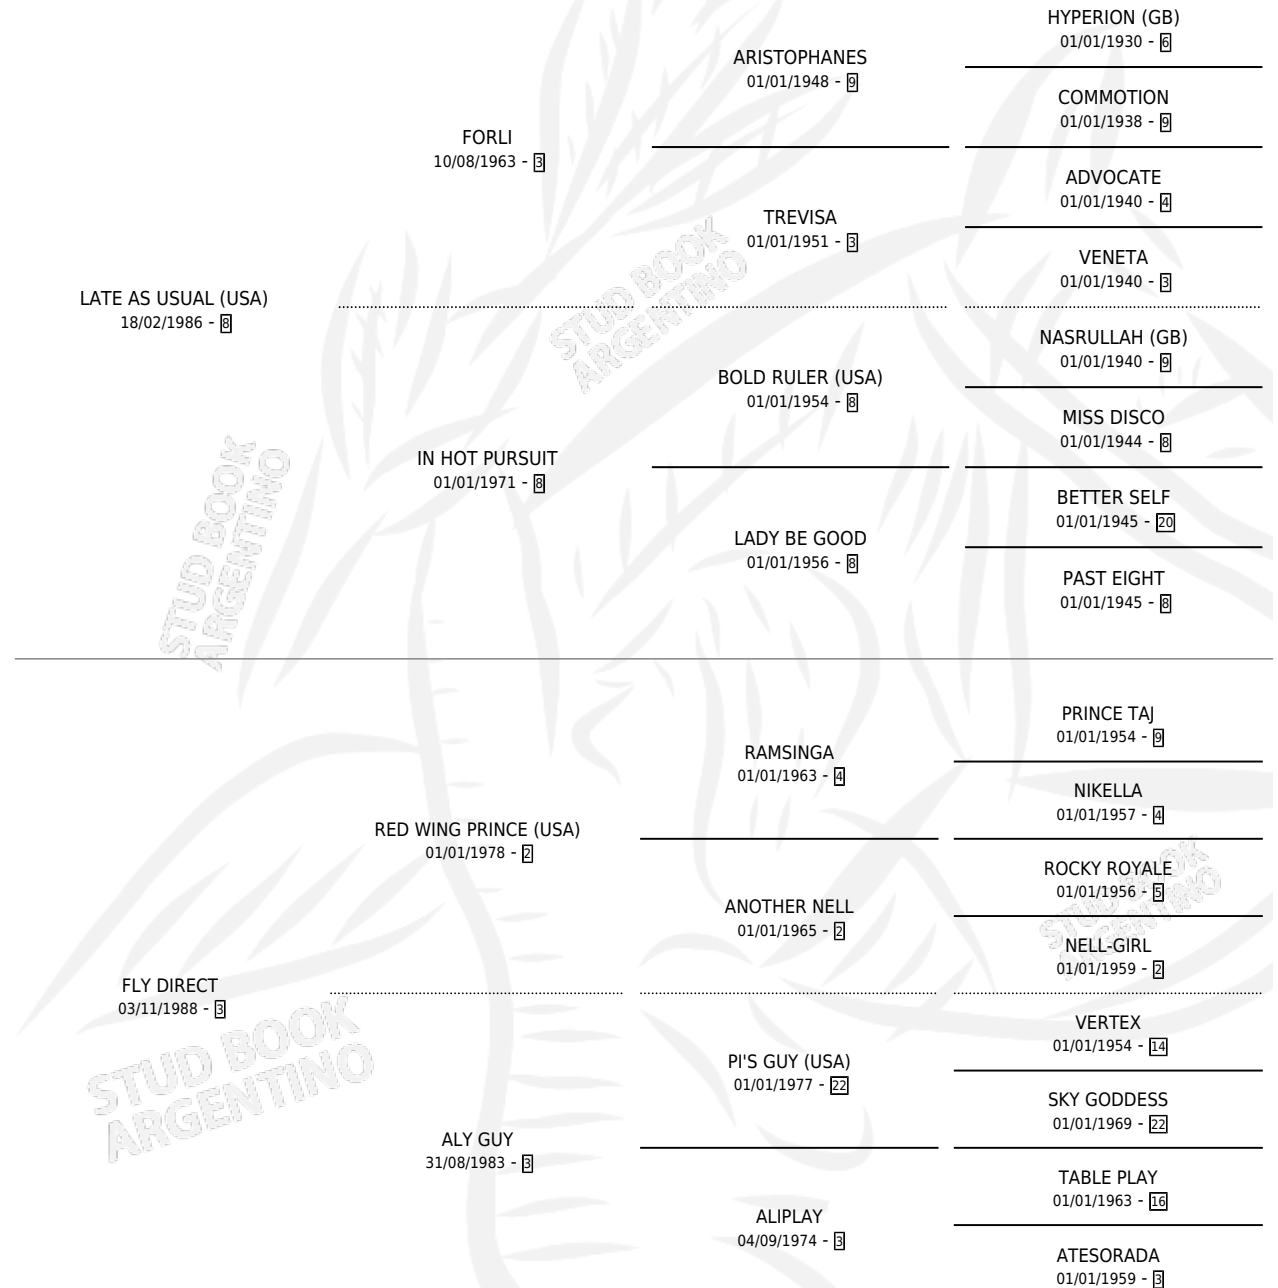 HYPERION (GB)
01/01/1930 - 6
ARISTOPHANES
01/01/1948 - 9
COMMOTION
01/01/1938 - 9
FORLI
10/08/1963 - 3
ADVOCATE
01/01/1940 - 4
TREVISA
01/01/1951 - 3
VENETA
01/01/1940 - 3
LATE AS USUAL (USA)
18/02/1986 - 8
NASRULLAH (GB)
01/01/1940 - 9
BOLD RULER (USA)
01/01/1954 - 8
MISS DISCO
01/01/1944 - 8
IN HOT PURSUIT
01/01/1971 - 8
BETTER SELF
01/01/1945 - 20
LADY BE GOOD
01/01/1956 - 8
PAST EIGHT
01/01/1945 - 8
STUD BOOK
ARGENTINO
STUD BOOK
ARGENTINO
PRINCE TAJ
01/01/1954 - 9
RAMSINGA
01/01/1963 - 4
NIKELLA
01/01/1957 - 4
RED WING PRINCE (USA)
01/01/1978 - 2
ROCKY ROYALE
01/01/1956 - 5
ANOTHER NELL
01/01/1965 - 2
NELL-GIRL
01/01/1959 - 2
STUD BOOK
ARGENTINO
FLY DIRECT
03/11/1988 - 3
VERTEX
01/01/1954 - 14
PI'S GUY (USA)
01/01/1977 - 22
SKY GODDESS
01/01/1969 - 22
STUD BOOK
ARGENTINO
ALY GUY
31/08/1983 - 3
TABLE PLAY
01/01/1963 - 16
ALIPLAY
04/09/1974 - 3
ATESORADA
01/01/1959 - 3